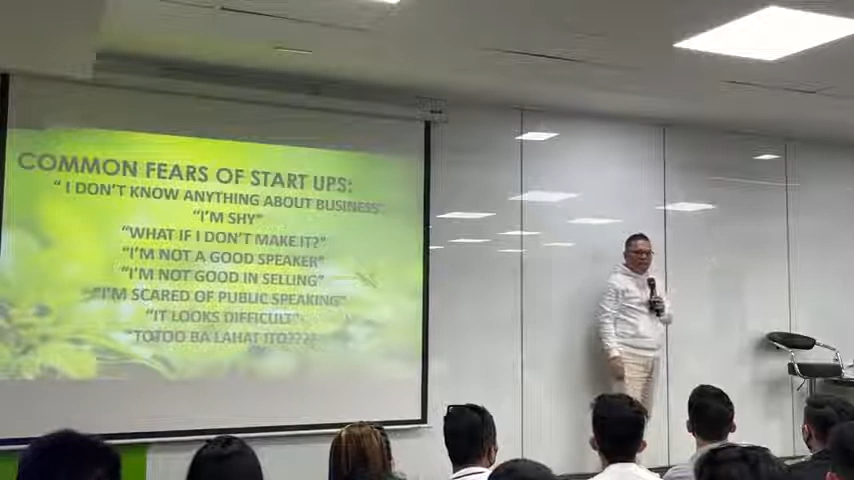 COMMON FEARS OF START UPS:
“ I DON'T KNOW ANYTHING ABOUT BUSINESS”
“I'M SHY”
“WHAT IF I DON'T MAKE IT?”
“I'M NOT A GOOD SPEAKER”
“I'M NOT GOOD IN SELLING”
“I'M SCARED OF PUBLIC SPEAKING”
“IT LOOKS DIFFICULT”
“TOTOO BA LAHAT ITO????”